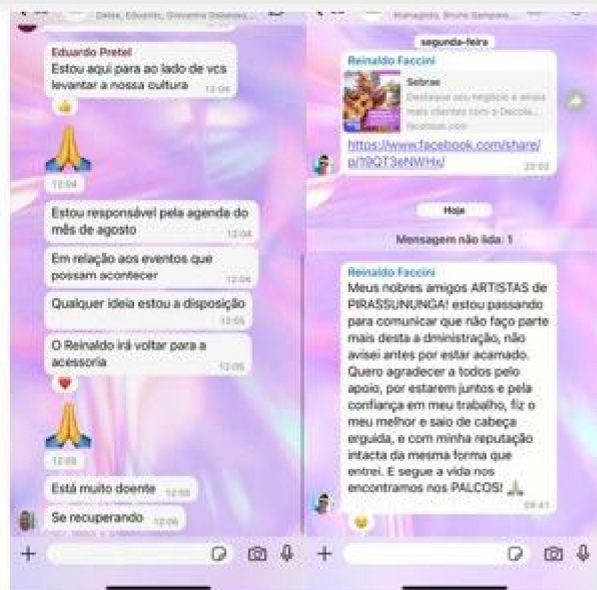 Denise, Eduardo, Giovanna
Eduardo Pretel
Estou aqui para ao lado de vcs
levantar a nossa cultura 12:04
12:04
Estou responsável pela agenda do
mês de agosto
12:04
Em relação aos eventos que
possam acontecer
12:04
Qualquer ideia estou a disposição
12:05
O Reinaldo irá voltar para a
acessoria
12:05
12:05
Está muito doente 12:05
Se recuperando 12:06
Bruno Sampaio
segunda-feira
Reinaldo Faccini
Sebrae
Destaque seu negócio e atraia
mais clientes com o Decola...
facebook.com
https://www.facebook.com/share/
p/19QT3eNWHx/
20:02
Hoje
Mensagem não lida: 1
Reinaldo Faccini
Meus nobres amigos ARTISTAS de
PIRASSUNUNGA! estou passando
para comunicar que não faço parte
mais desta a dministração, não
avisei antes por estar acamado.
Quero agradecer a todos pelo
apoio, por estarem juntos e pela
confiança em meu trabalho, fiz o
meu melhor e saio de cabeça
erguida, e com minha reputação
intacta da mesma forma que
entrei. E segue a vida nos
encontramos nos PALCOS!
09:41